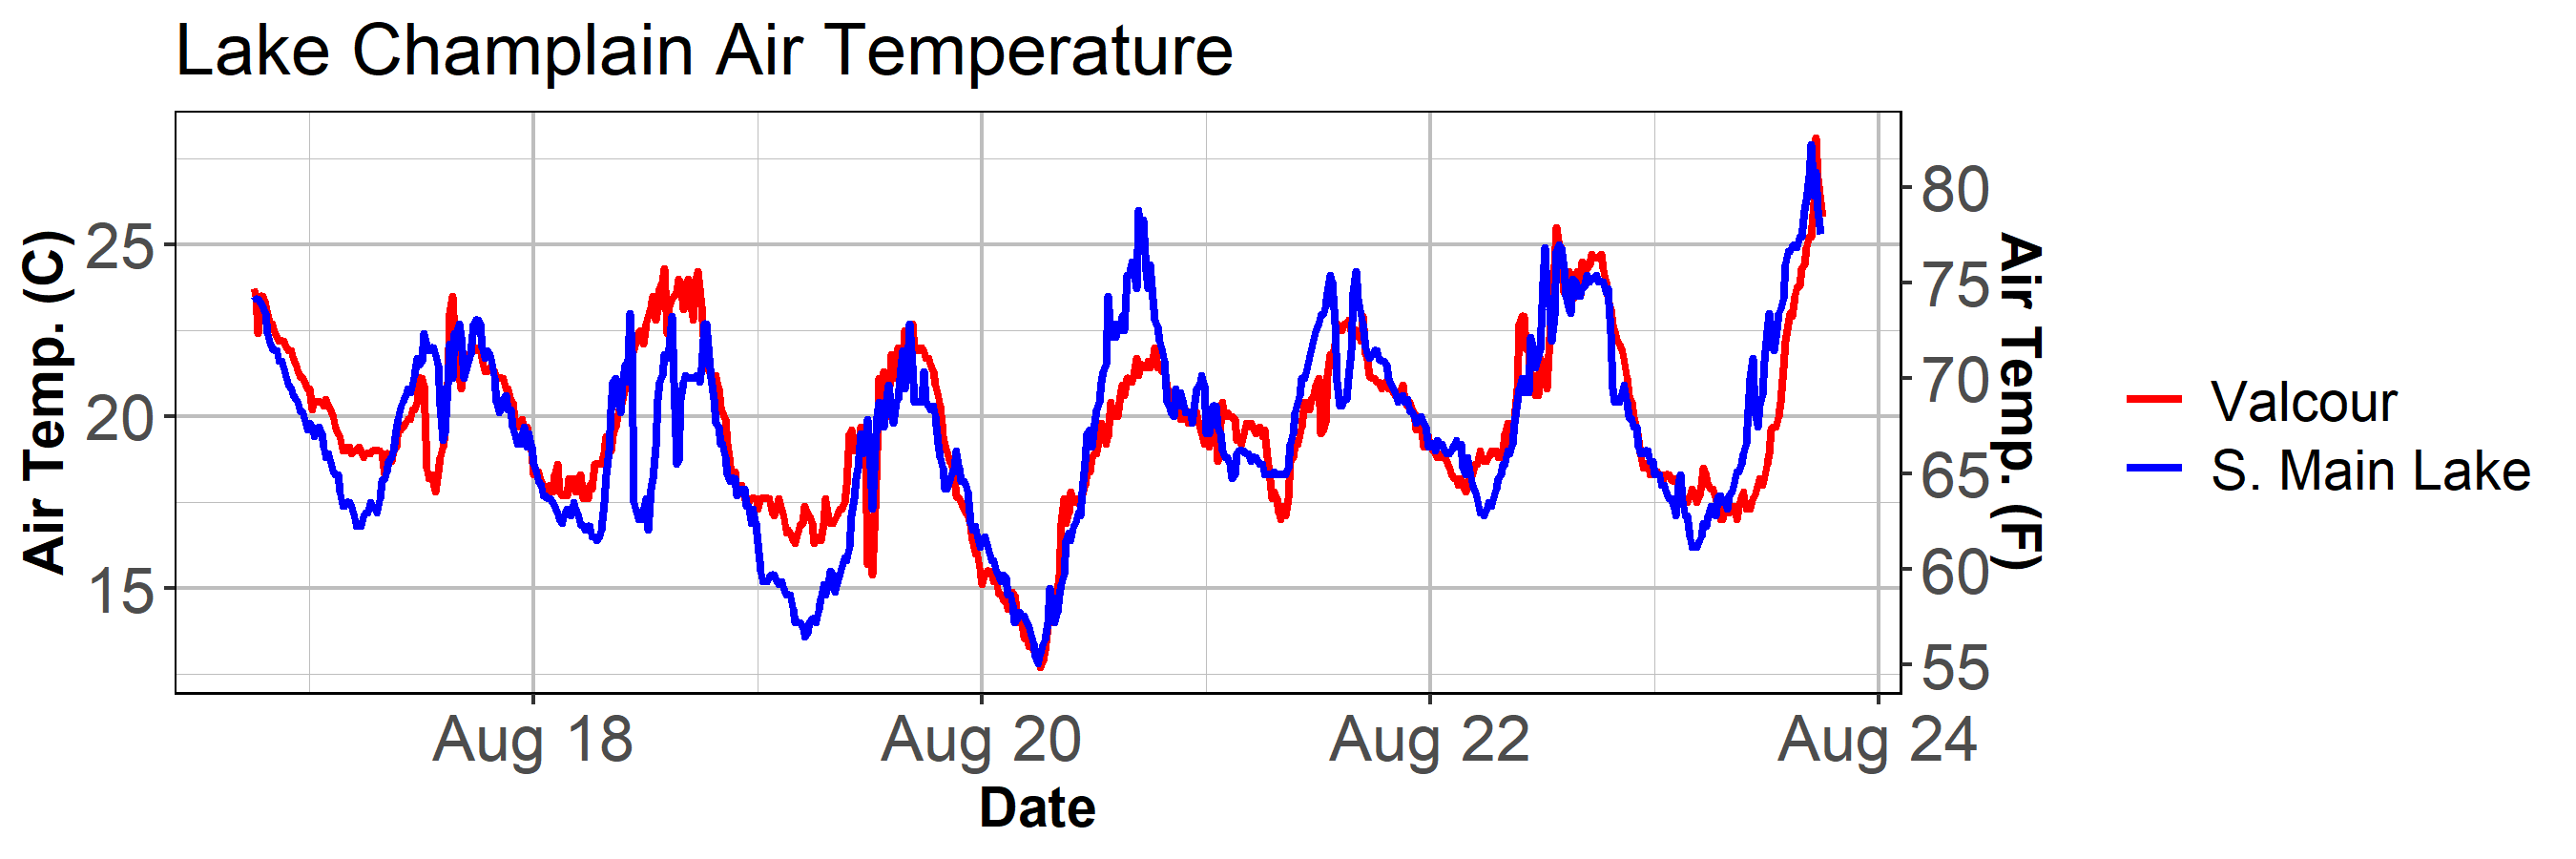 Lake Champlain Air Temperature
Air Temp. (C)
25
20
15
80
75
70
65
60
55
Air Temp. (F)
Aug 18
Aug 20
Aug 22
Aug 24
Date
Valcour
S. Main Lake